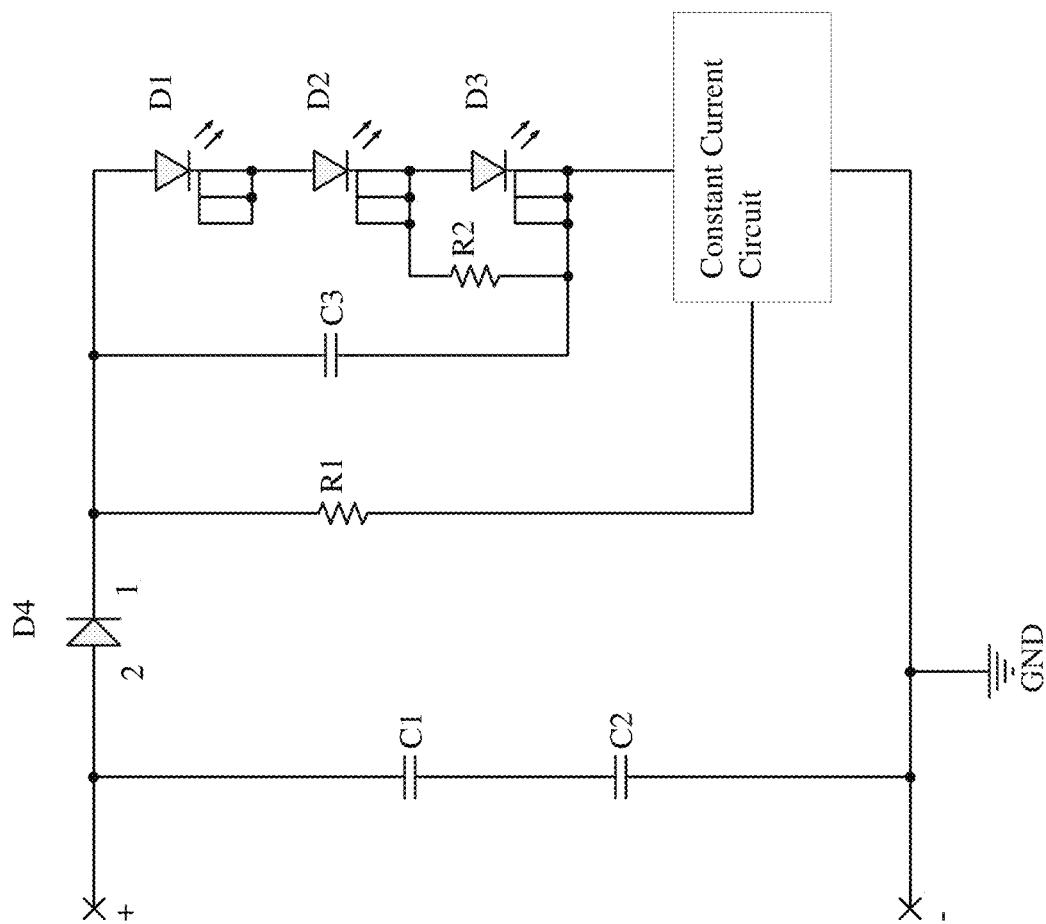 D1
D2
D3
R2
C3
R1
D4
1
2
C1
C2
Constant Current
Circuit
GND
+
-